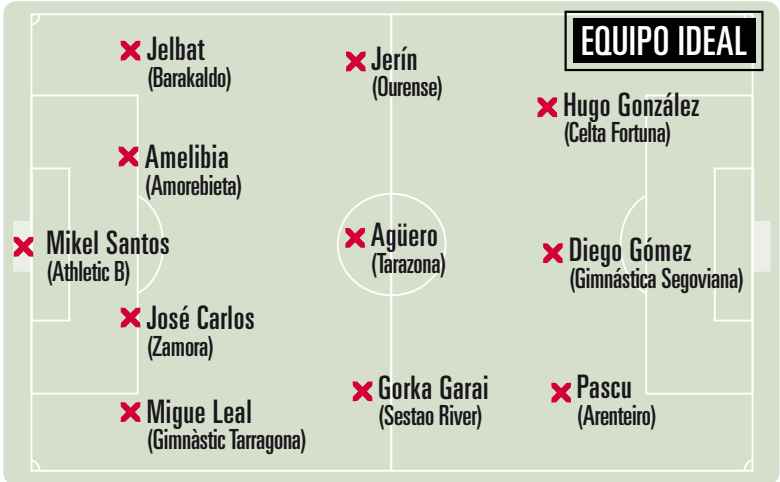 EQUIPO IDEAL
Jelbat
(Barakaldo)
Amelibia
(Amorebieta)
Mikel Santos
(Athletic B)
José Carlos
(Zamora)
Migue Leal
(Gimnàstic Tarragona)
Jerín
(Ourense)
Agüero
(Tarazona)
Gorka Garai
(Sestao River)
Hugo González
(Celta Fortuna)
Diego Gómez
(Gimnástica Segoviana)
Pascu
(Arenteiro)